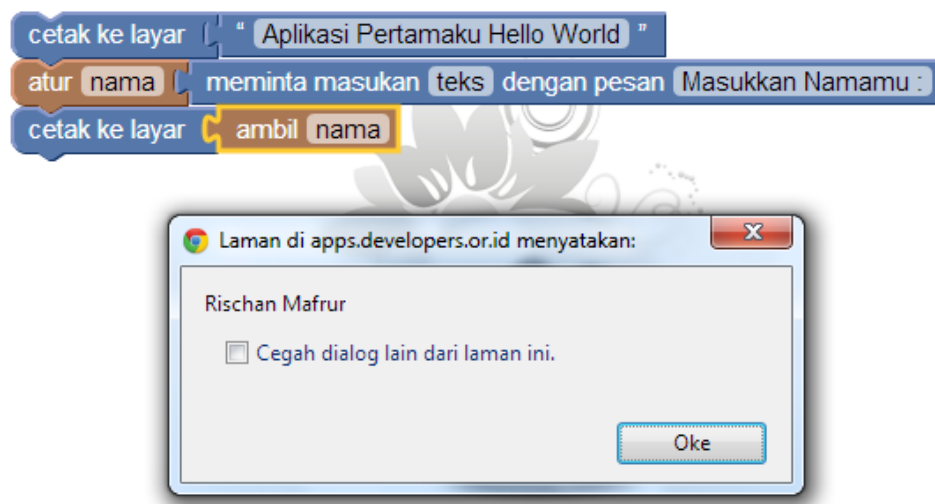 cetak ke layar “ Aplikasi Pertamaku Hello World ”
atur nama meminta masukan teks dengan pesan Masukkan Namamu :
cetak ke layar ambil nama
Laman di apps.developers.or.id menyatakan:
Rischan Mafrur
Cegah dialog lain dari laman ini.
Oke